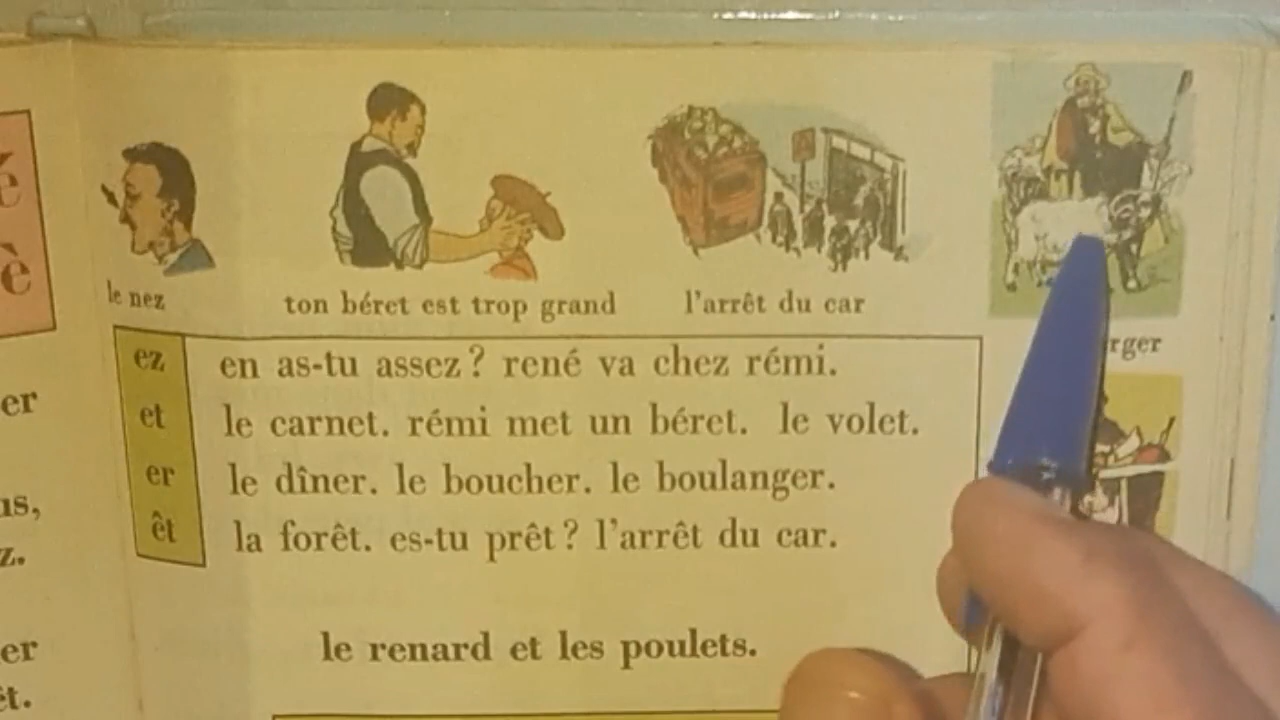 é
è
er
z.
er
le nez
ton béret est trop grand
l'arrêt du car
rger
ez en as-tu assez ? rené va chez rémi.
et le carnet. rémi met un béret. le volet.
er le dîner. le boucher. le boulanger.
êt la forêt. es-tu prêt ? l'arrêt du car.
le renard et les poulets.